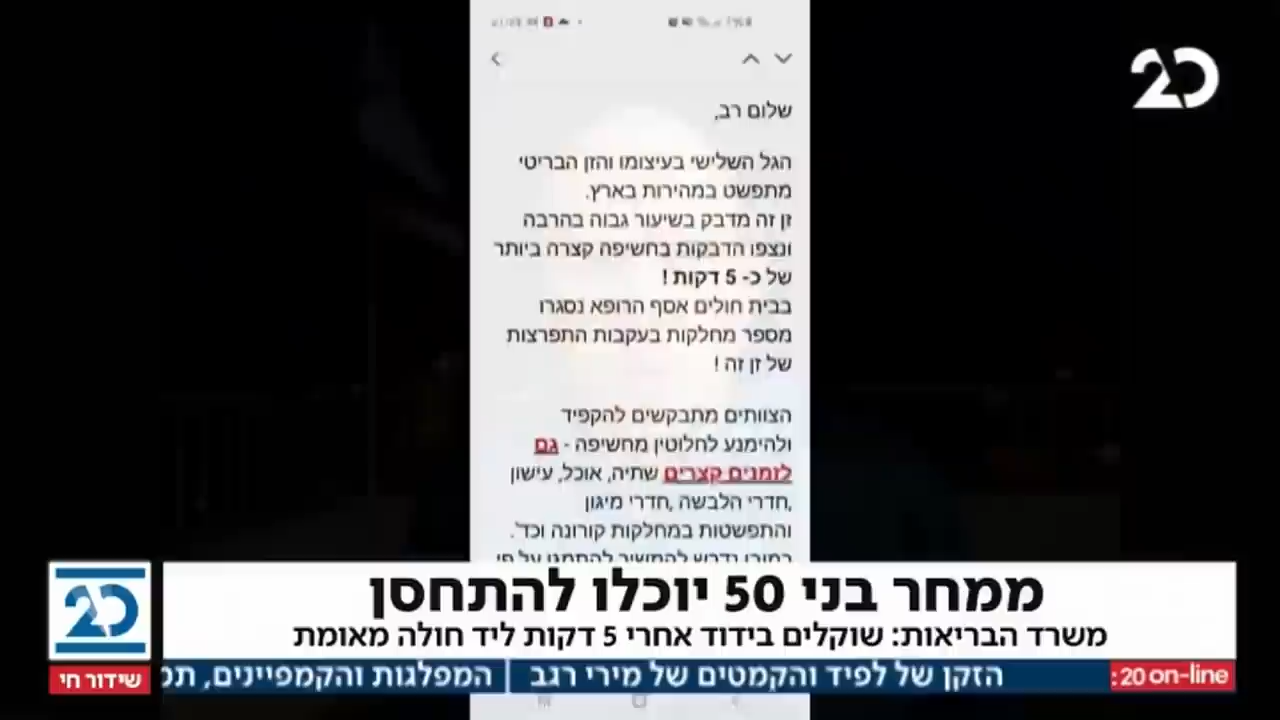 20
שלום רב,
הגל השלישי בעיצומו והזן הבריטי
מתפשט במהירות בארץ.
זן זה מדבק בשיעור גבוה בהרבה
ונצפו הדבקות בחשיפה קצרה ביותר
של כ- 5 דקות !
בבית חולים אסף הרופא נסגרו
מספר מחלקות בעקבות התפרצות
של זן זה !
הצוותים מתבקשים להקפיד
ולהימנע לחלוטין מחשיפה - גם
לזמנים קצרים שתיה, אוכל, עישון
,חדרי הלבשה ,חדרי מיגון
והתפשטות במחלקות קורונה וכד'.
20
ממחר בני 50 יוכלו להתחסן
משרד הבריאות: שוקלים בידוד אחרי 5 דקות ליד חולה מאומת
20 on-line:
הזקן של לפיד והקמטים של מירי רגב | המפלגות והקמפיינים,
שידור חי